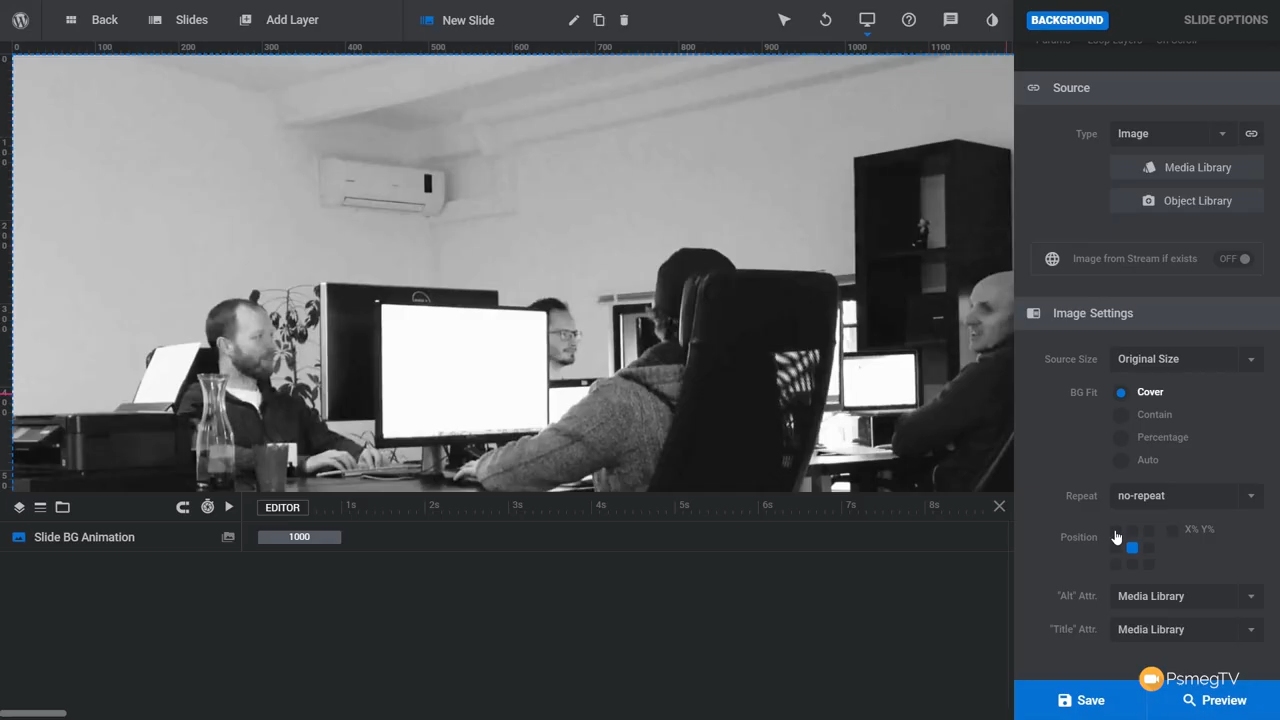 Back
Slides
Add Layer
New Slide
BACKGROUND
SLIDE OPTIONS
0 100 200 300 400 500 600 700 800 900 1000 1100
Source
Type
Image
Media Library
Object Library
Image from Stream if exists
OFF
Image Settings
Source Size
Original Size
BG Fit
Cover
Contain
Percentage
Auto
Repeat
no-repeat
Position
X% Y%
"Alt" Attr.
Media Library
"Title" Attr.
Media Library
EDITOR
1s 2s 3s 4s 5s 6s 7s 8s
Slide BG Animation
1000
PsmegTV
Save
Preview